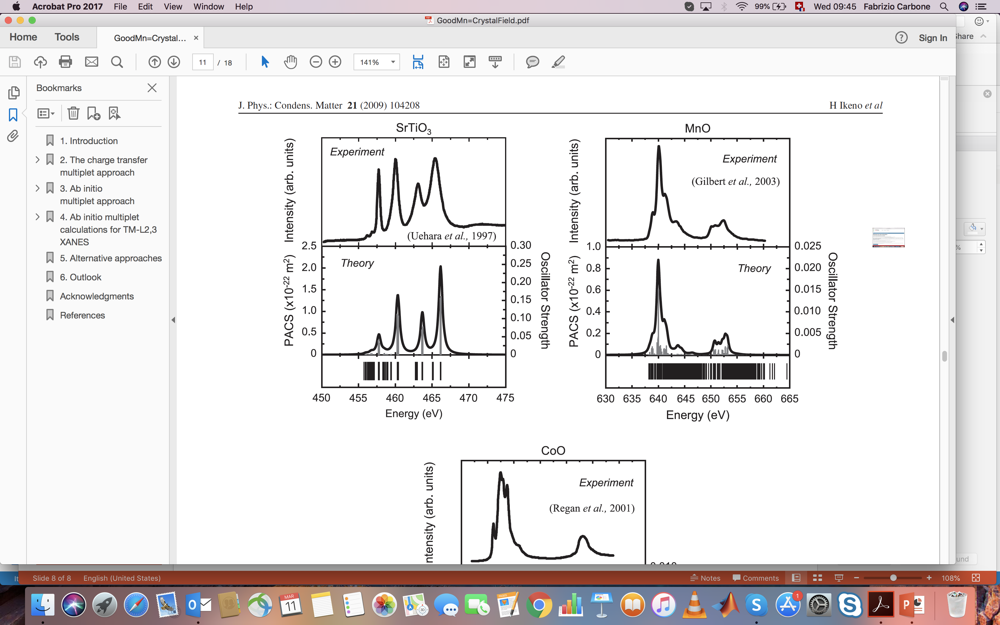 Acrobat Pro 2017 File Edit View Window Help 99% Wed 09:45 Fabrizio Carbone
GoodMn=CrystalField.pdf
Home Tools GoodMn=Crystal... × ? Sign In
Share
11 / 18 141%
Bookmarks
1. Introduction
2. The charge transfer
multiplet approach
3. Ab initio
multiplet approach
4. Ab initio multiplet
calculations for TM-L2,3
XANES
5. Alternative approaches
6. Outlook
Acknowledgments
References
J. Phys.: Condens. Matter 21 (2009) 104208 H Ikeno et al
SrTiO3
Intensity (arb. units)
Experiment
(Uehara et al., 1997)
PACS (x10-22 m2)
2.5
2.0
1.5
1.0
0.5
0
Theory
0.30
0.25
0.20
0.15
0.10
0.05
0
Oscillator Strength
450 455 460 465 470 475
Energy (eV)
MnO
Intensity (arb. units)
Experiment
(Gilbert et al., 2003)
PACS (x10-22 m2)
1.0
0.8
0.6
0.4
0.2
0
Theory
0.025
0.020
0.015
0.010
0.005
0
Oscillator Strength
630 635 640 645 650 655 660 665
Energy (eV)
CoO
ntensity (arb. units)
Experiment
(Regan et al., 2001)
%
und
It Slide 8 of 8 English (United States) Notes Comments 108%
MAR
11
PAGES
3D
1